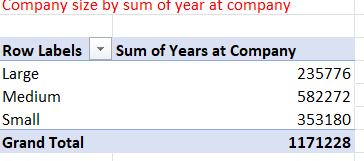 Company size by sum of year at company
Row Labels Sum of Years at Company
Large 235776
Medium 582272
Small 353180
Grand Total 1171228